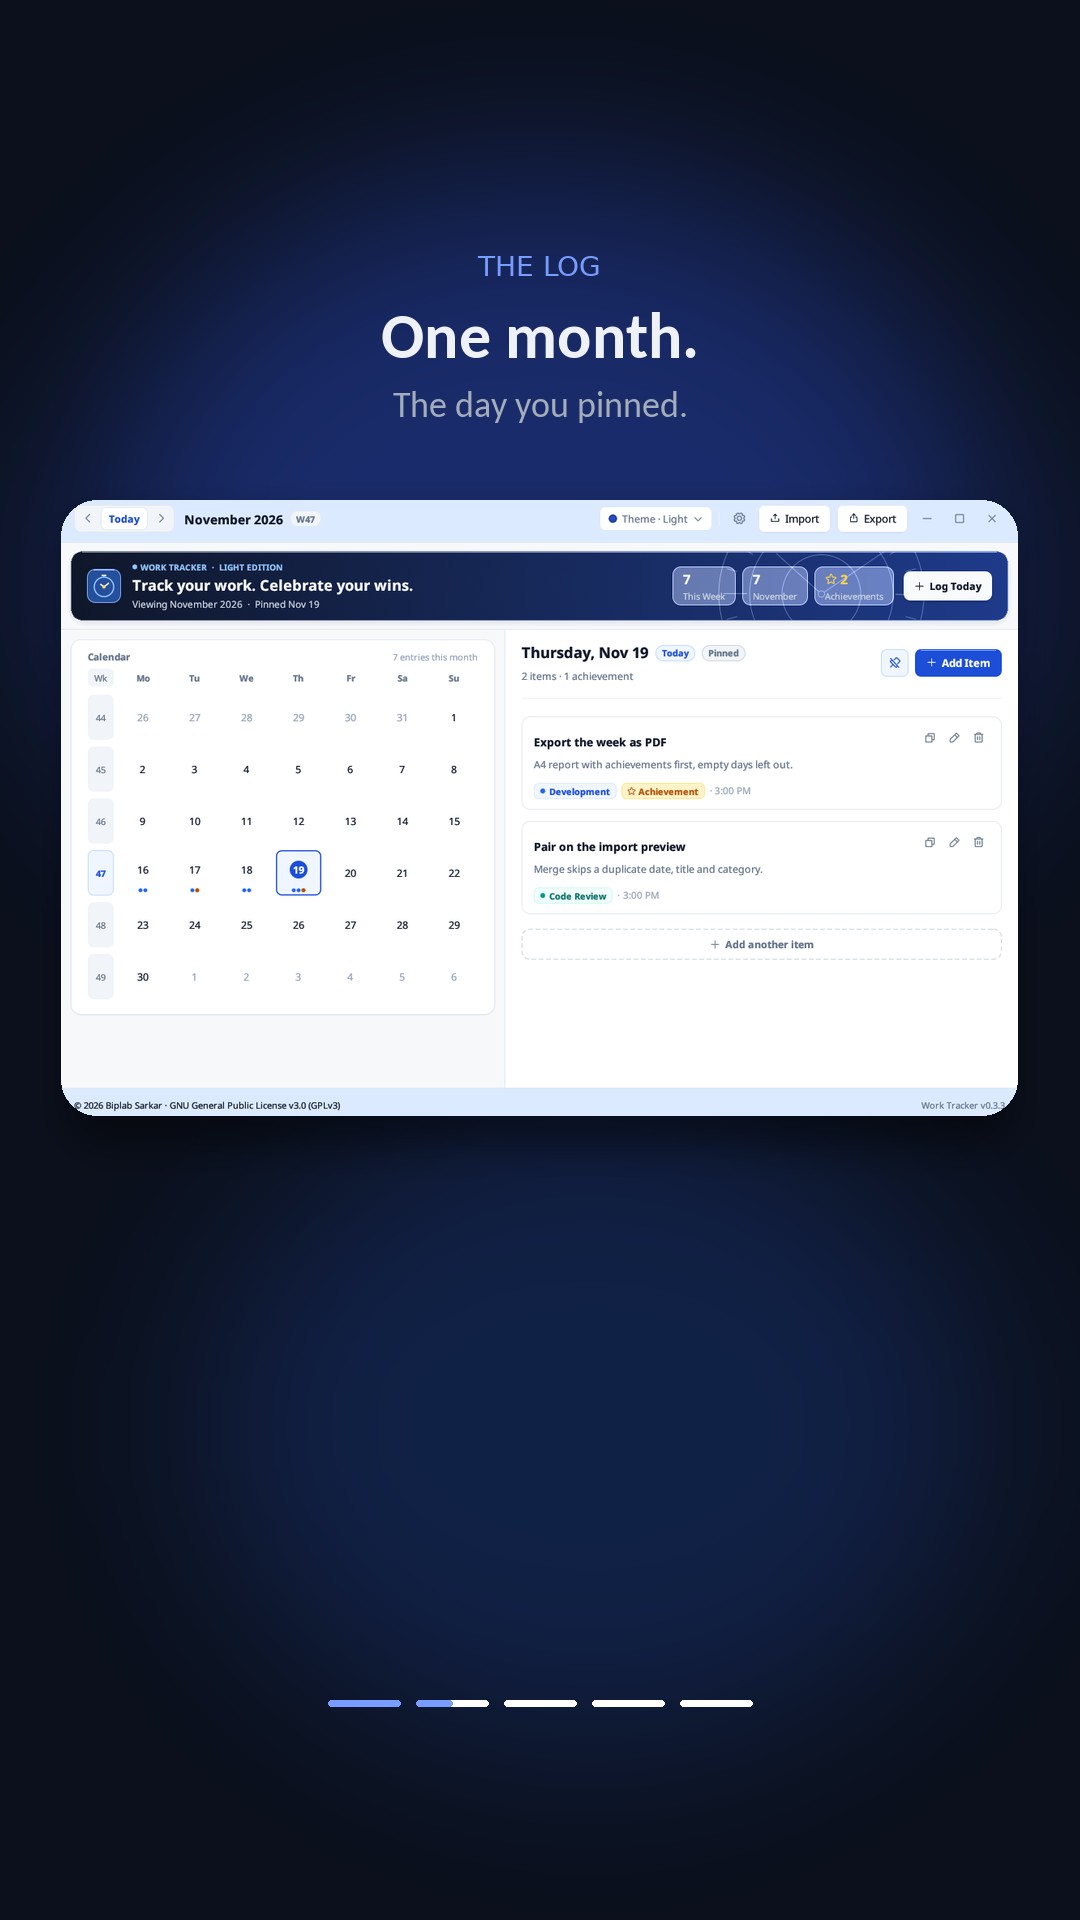 THE LOG
One month.
The day you pinned.
Today
November 2026 W47
Theme · Light
Import
Export
WORK TRACKER · LIGHT EDITION
Track your work. Celebrate your wins.
Viewing November 2026 · Pinned Nov 19
7
This Week
7
November
2
Achievements
+ Log Today
Calendar
7 entries this month
Wk Mo Tu We Th Fr Sa Su
44 26 27 28 29 30 31 1
45 2 3 4 5 6 7 8
46 9 10 11 12 13 14 15
47 16 17 18 19 20 21 22
48 23 24 25 26 27 28 29
49 30 1 2 3 4 5 6
Thursday, Nov 19 Today Pinned
2 items · 1 achievement
+ Add Item
Export the week as PDF
A4 report with achievements first, empty days left out.
Development Achievement · 3:00 PM
Pair on the import preview
Merge skips a duplicate date, title and category.
Code Review · 3:00 PM
+ Add another item
© 2026 Biplab Sarkar · GNU General Public License v3.0 (GPLv3)
Work Tracker v0.3.3